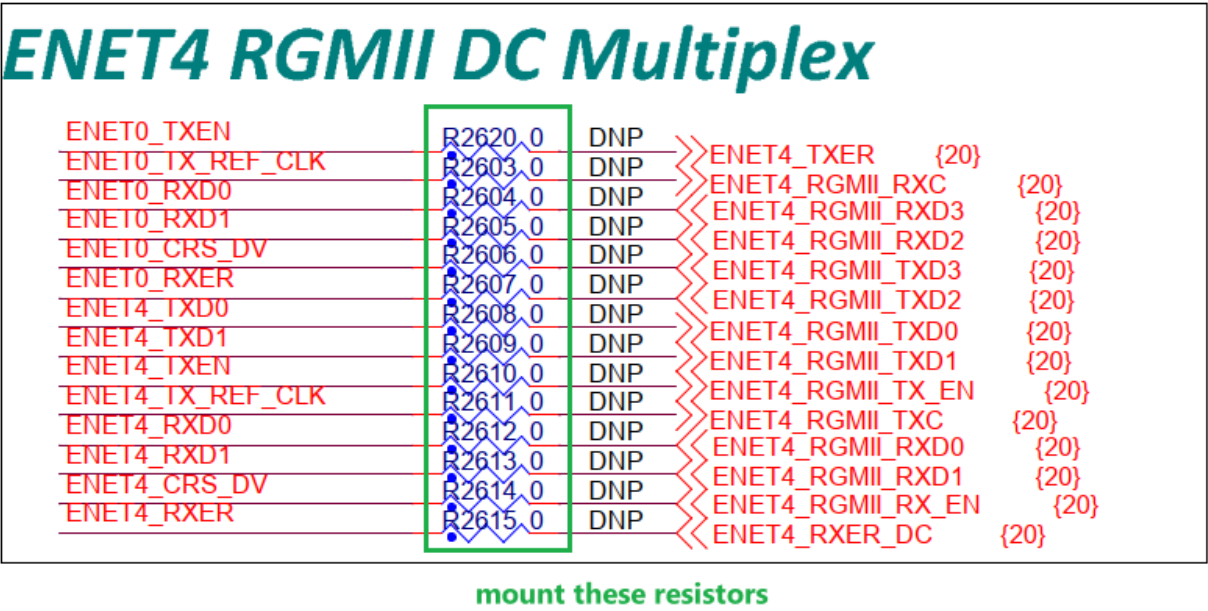 ENET4 RGMII DC Multiplex
ENET0_TXEN R2620 0 DNP ENET4_TXER {20}
ENET0_TX_REF_CLK R2603 0 DNP ENET4_RGMII_RXC {20}
ENET0_RXD0 R2604 0 DNP ENET4_RGMII_RXD3 {20}
ENET0_RXD1 R2605 0 DNP ENET4_RGMII_RXD2 {20}
ENET0_CRS_DV R2606 0 DNP ENET4_RGMII_TXD3 {20}
ENET0_RXER R2607 0 DNP ENET4_RGMII_TXD2 {20}
ENET4_TXD0 R2608 0 DNP ENET4_RGMII_TXD0 {20}
ENET4_TXD1 R2609 0 DNP ENET4_RGMII_TXD1 {20}
ENET4_TXEN R2610 0 DNP ENET4_RGMII_TX_EN {20}
ENET4_TX_REF_CLK R2611 0 DNP ENET4_RGMII_TXC {20}
ENET4_RXD0 R2612 0 DNP ENET4_RGMII_RXD0 {20}
ENET4_RXD1 R2613 0 DNP ENET4_RGMII_RXD1 {20}
ENET4_CRS_DV R2614 0 DNP ENET4_RGMII_RX_EN {20}
ENET4_RXER R2615 0 DNP ENET4_RXER_DC {20}
mount these resistors